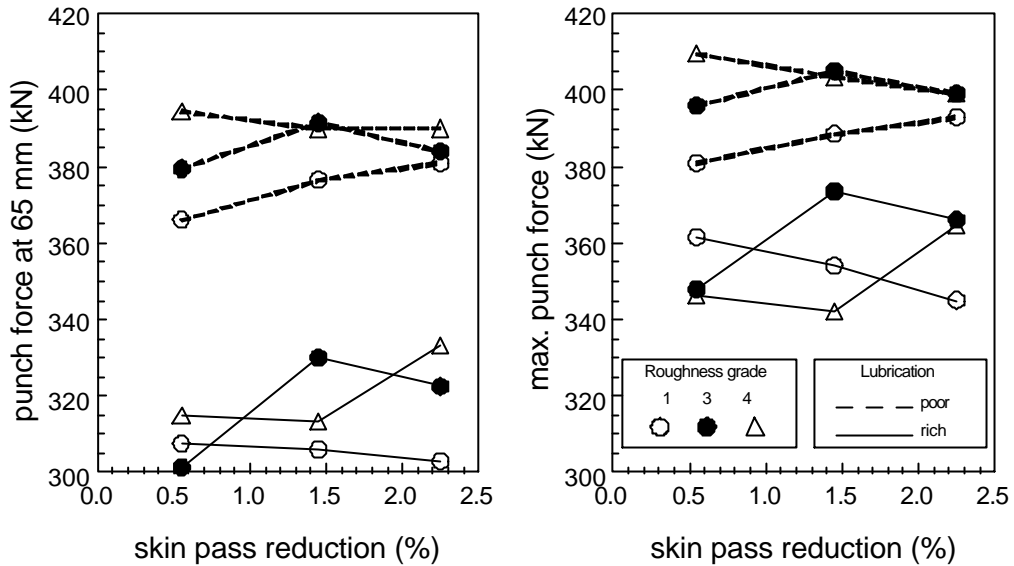 punch force at 65 mm (kN)
420
400
380
360
340
320
300
0.0 0.5 1.0 1.5 2.0 2.5
skin pass reduction (%)
max. punch force (kN)
420
400
380
360
340
320
300
Roughness grade
1 3 4
Lubrication
poor
rich
0.0 0.5 1.0 1.5 2.0 2.5
skin pass reduction (%)